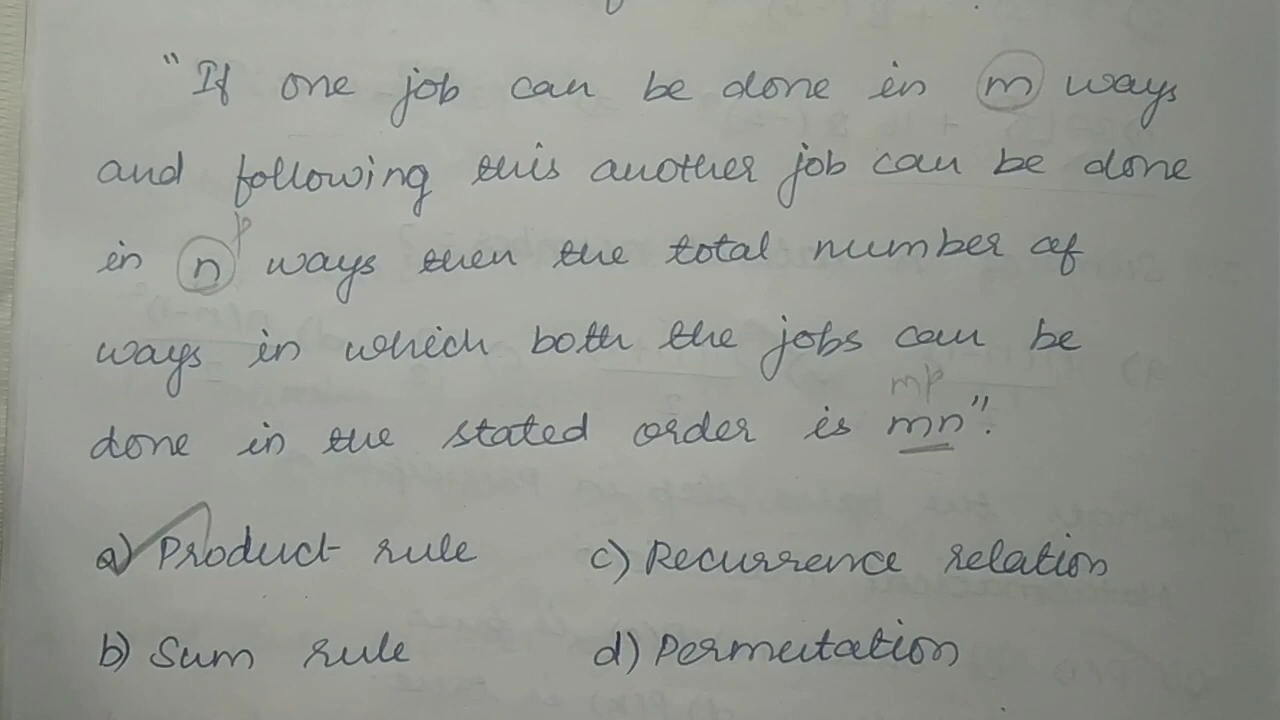 "If one job can be done in m ways
and following this another job can be done
p
in n ways then the total number of
ways in which both the jobs can be
mp
done in the stated order is mn".
a) Product rule c) Recurrence relation
b) Sum rule d) Permutation